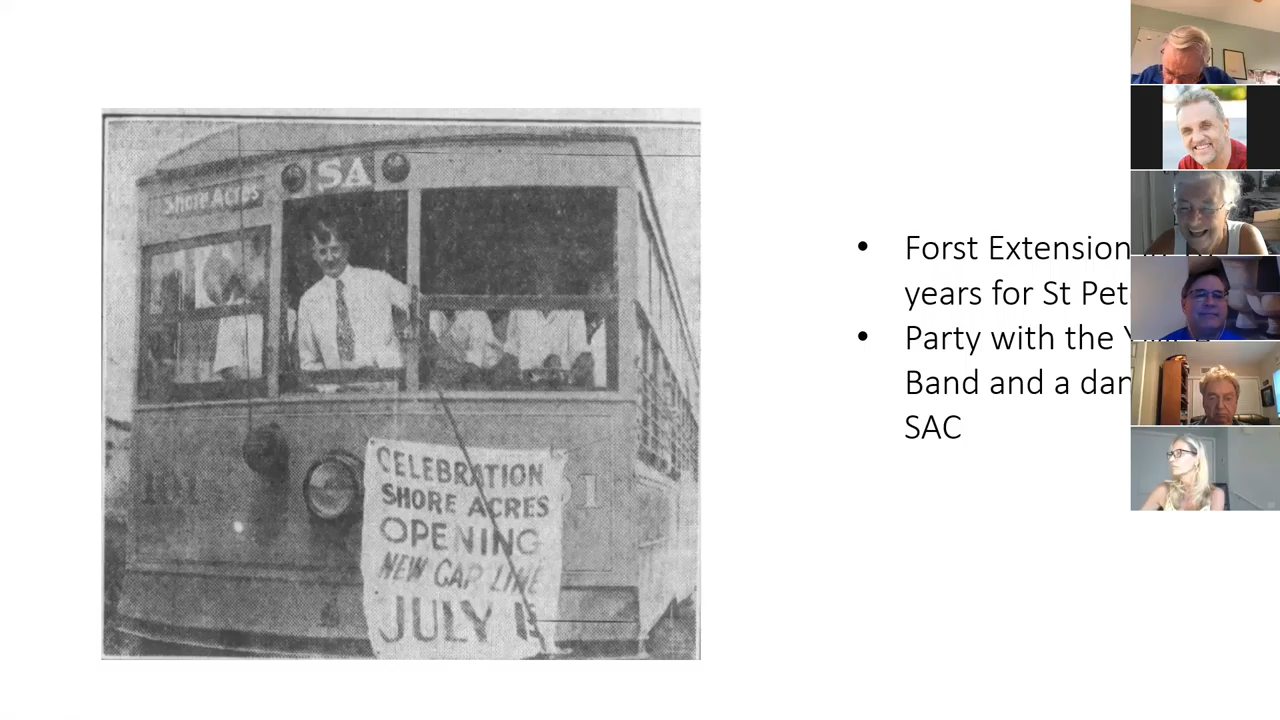 SA
Shore Acres
CELEBRATION
SHORE ACRES
OPENING
NEW CAR LINE
JULY
Forst Extension
years for St Pet
Party with the
Band and a dan
SAC